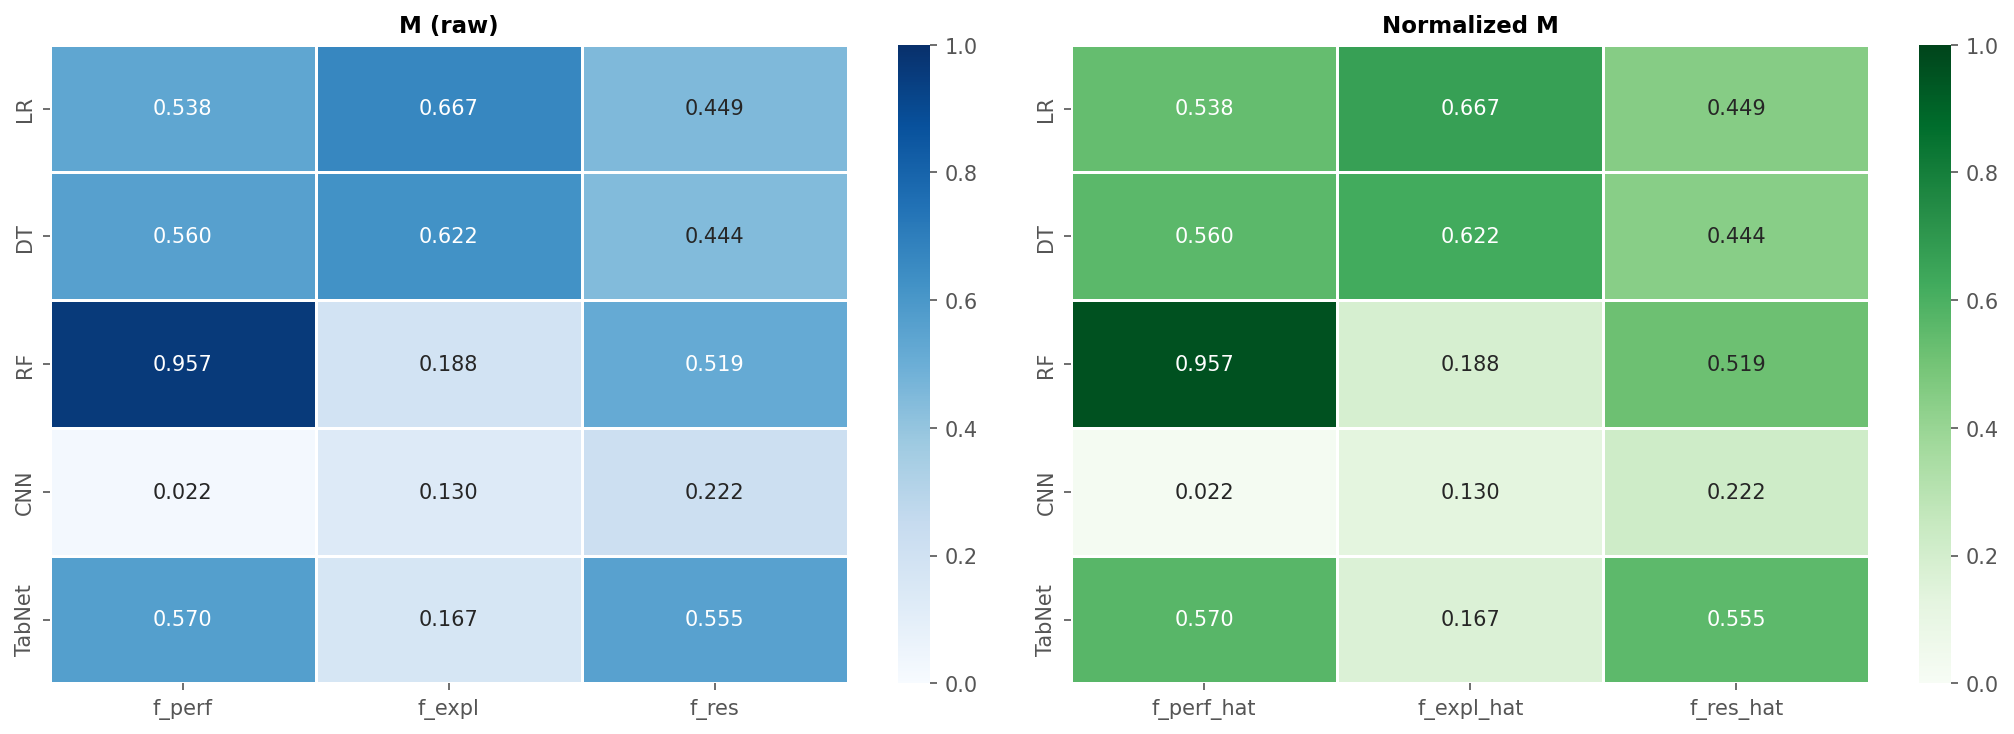 M (raw)
LR 0.538 0.667 0.449
DT 0.560 0.622 0.444
RF 0.957 0.188 0.519
CNN 0.022 0.130 0.222
TabNet 0.570 0.167 0.555
f_perf f_expl f_res
1.0
0.8
0.6
0.4
0.2
0.0
Normalized M
LR 0.538 0.667 0.449
DT 0.560 0.622 0.444
RF 0.957 0.188 0.519
CNN 0.022 0.130 0.222
TabNet 0.570 0.167 0.555
f_perf_hat f_expl_hat f_res_hat
1.0
0.8
0.6
0.4
0.2
0.0